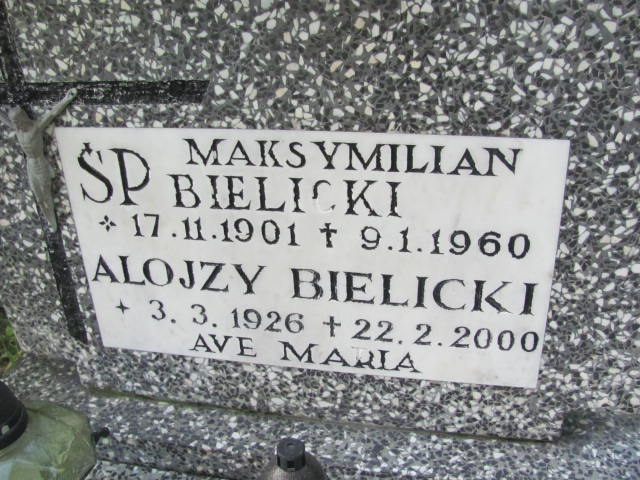 ŚP MAKSYMILIAN
BIELICKI
* 17.11.1901 † 9.1.1960
ALOJZY BIELICKI
* 3.3.1926 † 22.2.2000
AVE MARIA